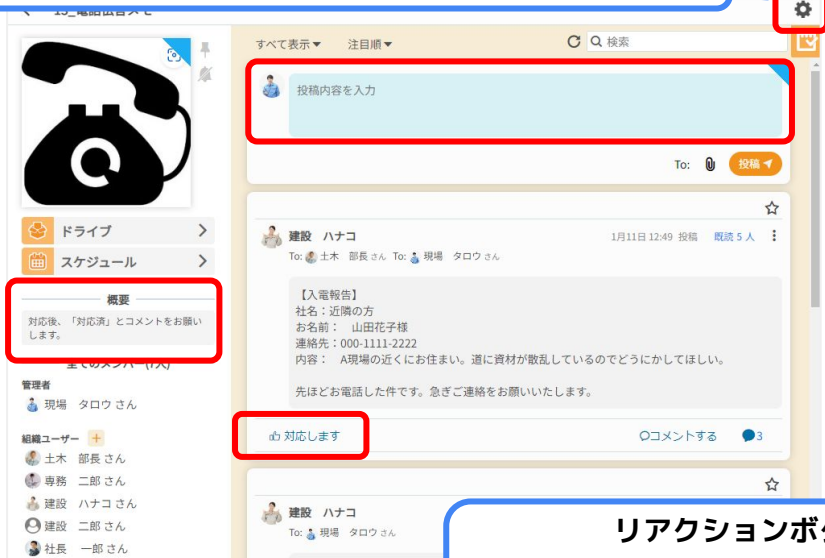 すべて表示▼ 注目順▼
検索
投稿内容を入力
To: 投稿
ドライブ
スケジュール
概要
対応後、「対応済」とコメントをお願い
します。
管理者
現場 タロウ さん
組織ユーザー +
土木 部長 さん
専務 二郎 さん
建設 ハナコ さん
建設 二郎 さん
社長 一郎 さん
建設 ハナコ
1月11日 12:49 投稿 既読 5 人
To: 土木 部長 さん To: 現場 タロウ さん
【入電報告】
社名：近隣の方
お名前： 山田花子様
連絡先：000-1111-2222
内容： A現場の近くにお住まい。道に資材が散乱しているのでどうにかしてほしい。
先ほどお電話した件です。急ぎご連絡をお願いいたします。
対応します
コメントする 3
建設 ハナコ
To: 現場 タロウ さん
リアクションボ